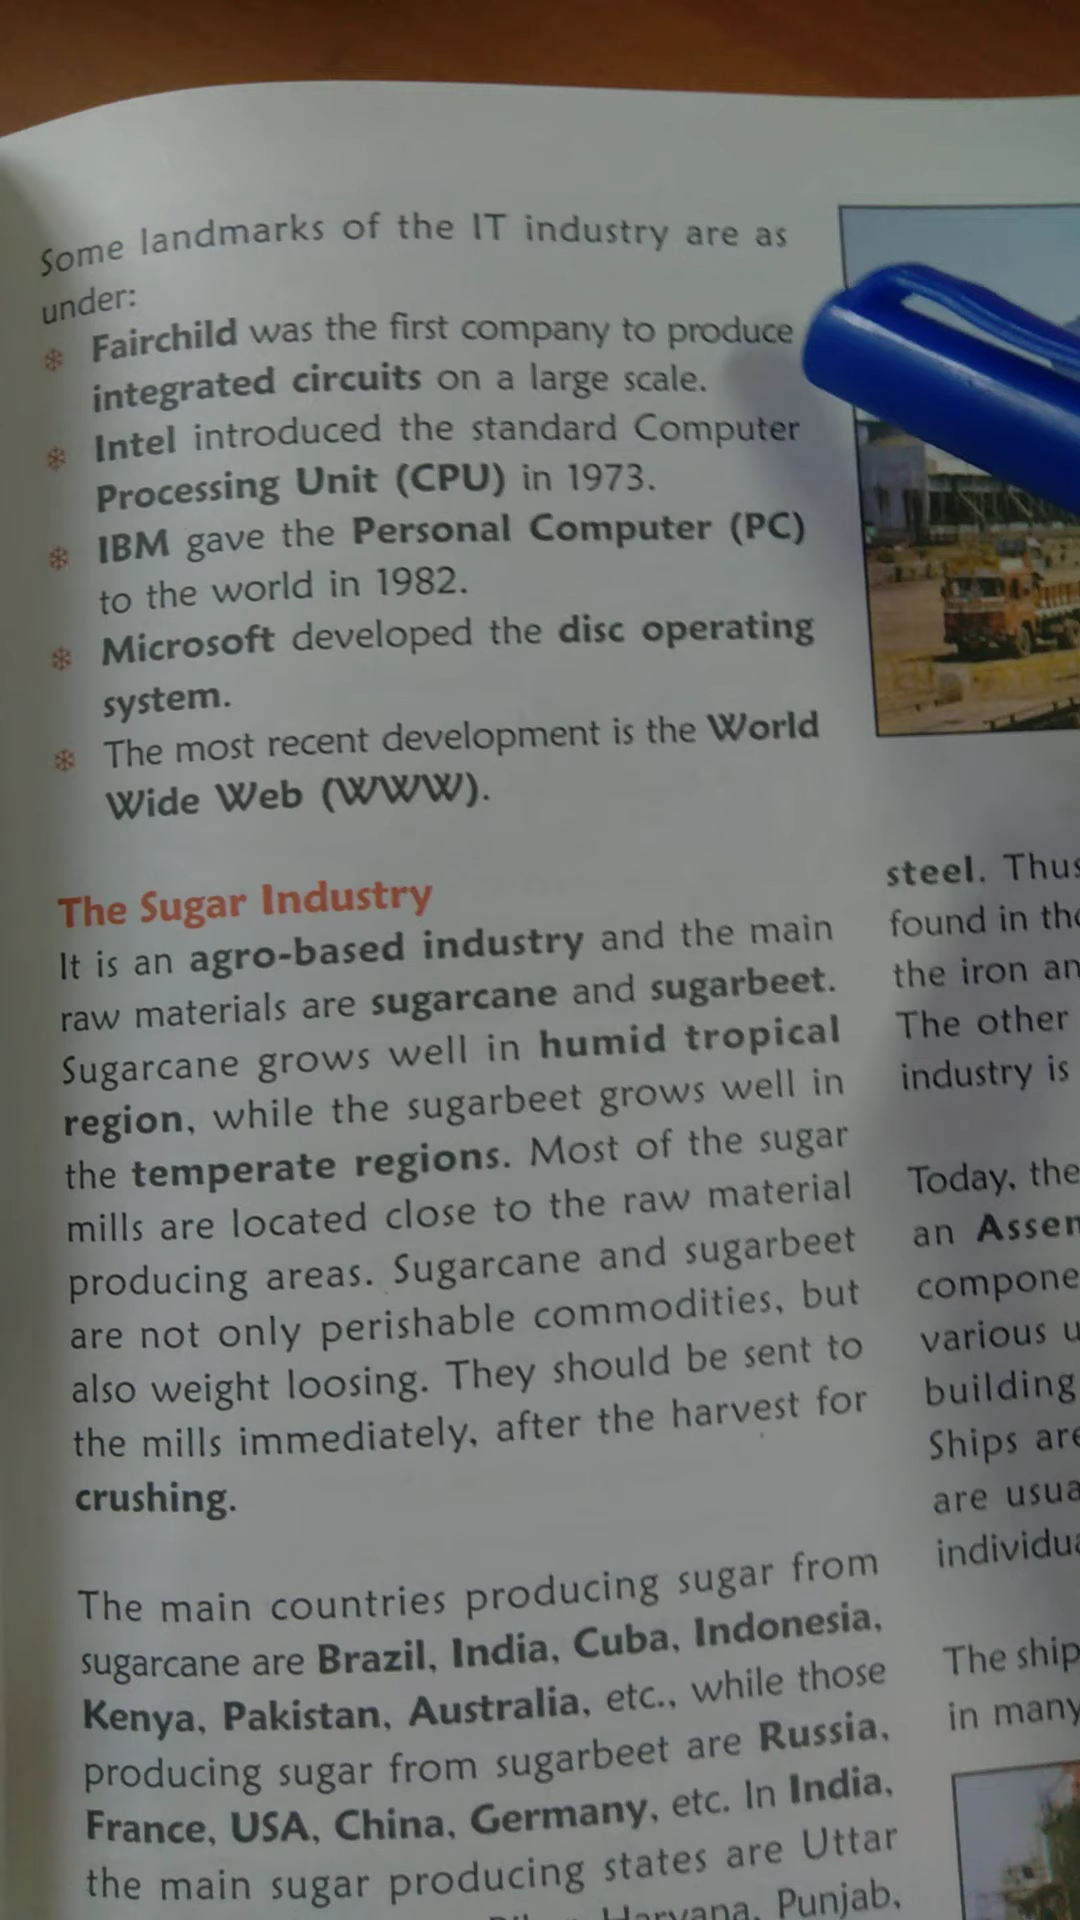 Some landmarks of the IT industry are as
under:
Fairchild was the first company to produce
integrated circuits on a large scale.
Intel introduced the standard Computer
Processing Unit (CPU) in 1973.
IBM gave the Personal Computer (PC)
to the world in 1982.
Microsoft developed the disc operating
system.
The most recent development is the World
Wide Web (WWW).
The Sugar Industry
It is an agro-based industry and the main
raw materials are sugarcane and sugarbeet.
Sugarcane grows well in humid tropical
region, while the sugarbeet grows well in
the temperate regions. Most of the sugar
mills are located close to the raw material
producing areas. Sugarcane and sugarbeet
are not only perishable commodities, but
also weight loosing. They should be sent to
the mills immediately, after the harvest for
crushing.
The main countries producing sugar from
sugarcane are Brazil, India, Cuba, Indonesia,
Kenya, Pakistan, Australia, etc., while those
producing sugar from sugarbeet are Russia,
France, USA, China, Germany, etc. In India,
the main sugar producing states are Uttar
Haryana, Punjab,
steel. Thus
found in
the iron
The other
industry is
Today, the
an
various
building
Ships
are
The ship
in many